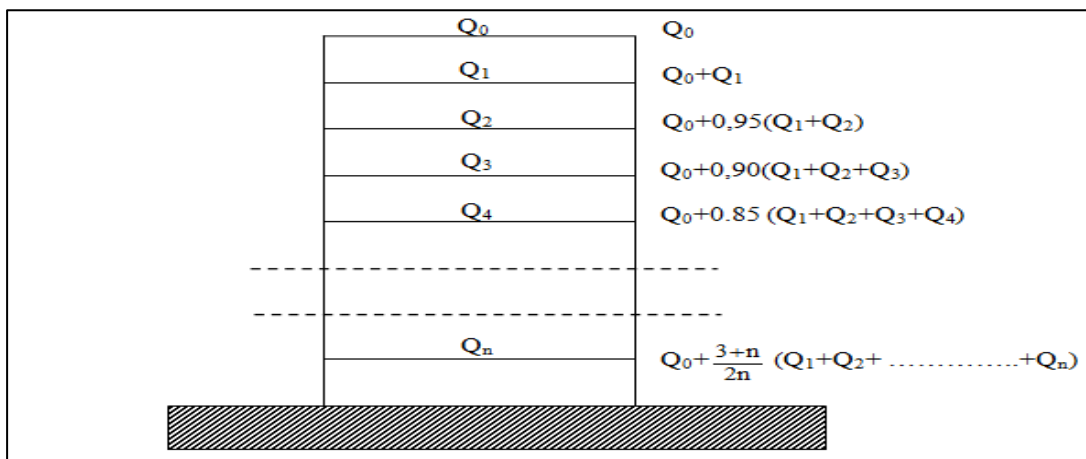 Q₀ Q₀
Q₁ Q₀+Q₁
Q₂ Q₀+0,95(Q₁+Q₂)
Q₃ Q₀+0,90(Q₁+Q₂+Q₃)
Q₄ Q₀+0.85 (Q₁+Q₂+Q₃+Q₄)
Qₙ Q₀+\frac{3+n}{2n} (Q₁+Q₂+ ..............+Qₙ)